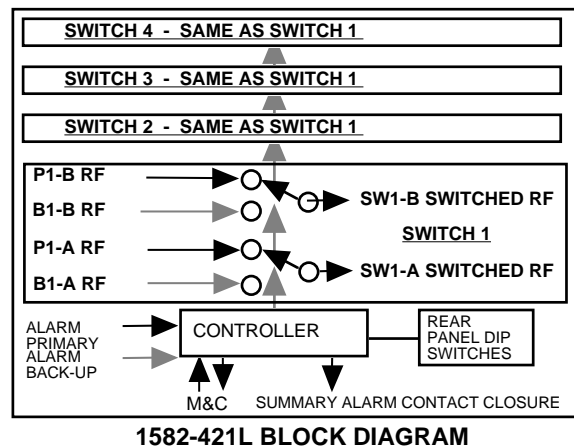 SWITCH 4 - SAME AS SWITCH 1
SWITCH 3 - SAME AS SWITCH 1
SWITCH 2 - SAME AS SWITCH 1
P1-B RF
SW1-B SWITCHED RF
B1-B RF
SWITCH 1
P1-A RF
SW1-A SWITCHED RF
B1-A RF
ALARM
PRIMARY
ALARM
BACK-UP
CONTROLLER
REAR
PANEL DIP
SWITCHES
M&C
SUMMARY ALARM CONTACT CLOSURE
1582-421L BLOCK DIAGRAM